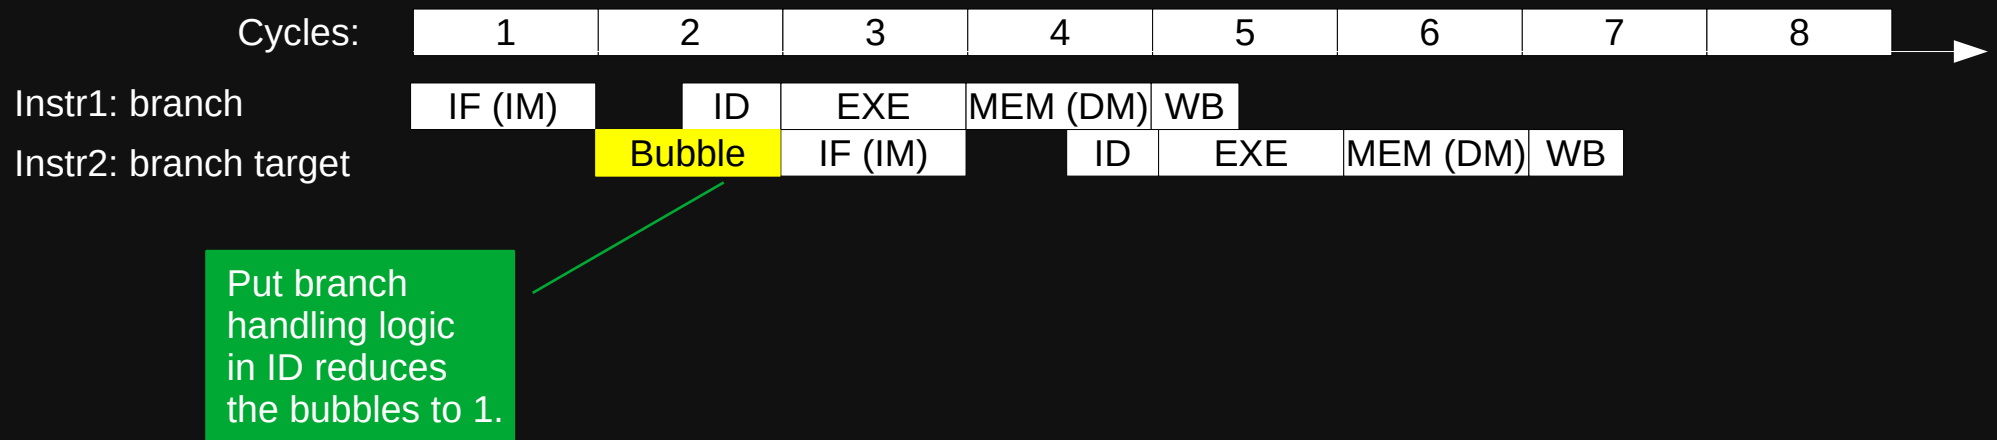 Cycles: 1 2 3 4 5 6 7 8
Instr1: branch IF (IM) ID EXE MEM (DM) WB
Instr2: branch target Bubble IF (IM) ID EXE MEM (DM) WB
Put branch
handling logic
in ID reduces
the bubbles to 1.